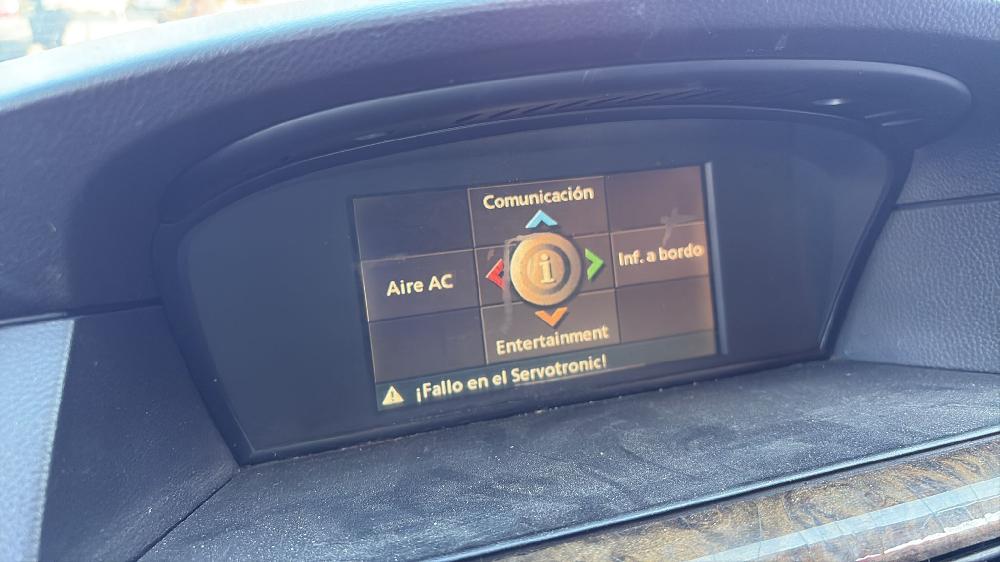 Comunicación
Aire AC
i
Inf. a bordo
Entertainment
¡Fallo en el Servotronic!